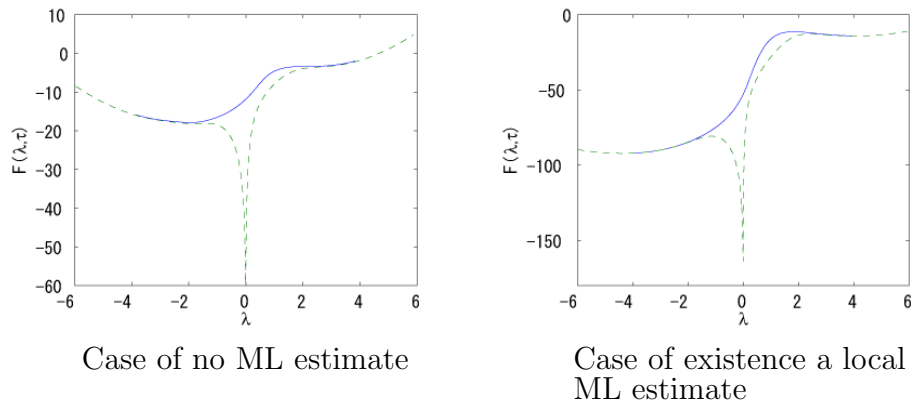 10
0
-10
-20
-30
-40
-50
-60
F(λ,τ)
-6 -4 -2 0 2 4 6
λ
Case of no ML estimate
0
-50
-100
-150
F(λ,τ)
-6 -4 -2 0 2 4 6
λ
Case of existence a local
ML estimate